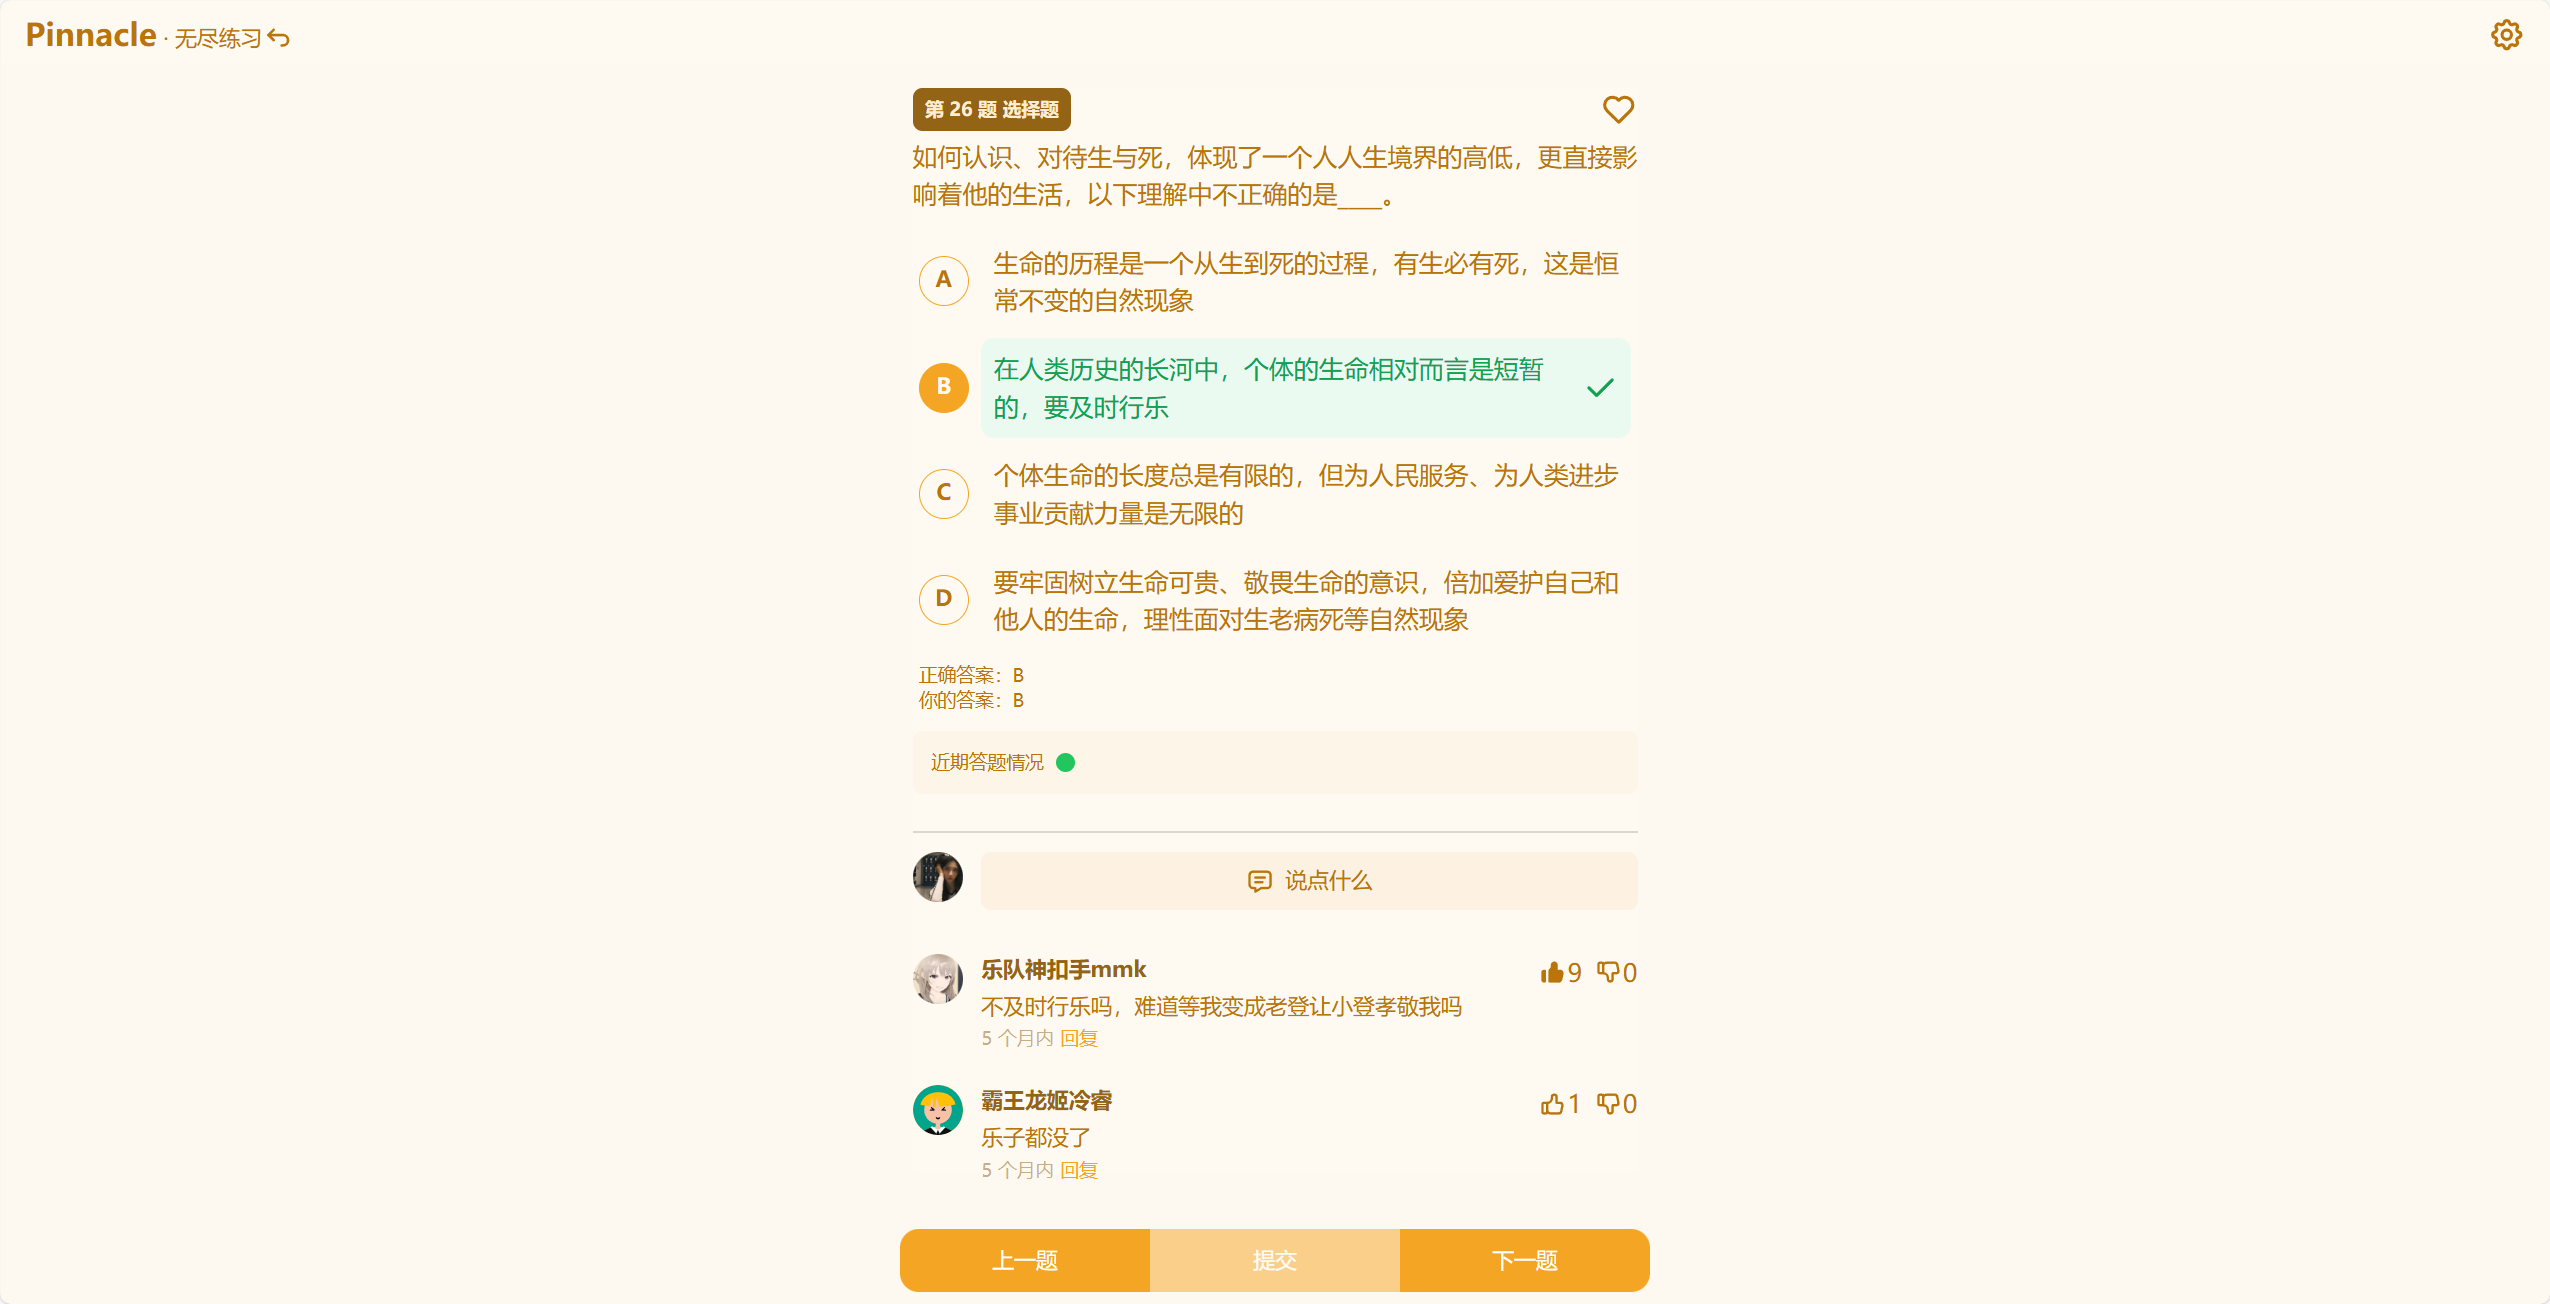 Pinnacle · 无尽练习
第 26 题 选择题
如何认识、对待生与死，体现了一个人人生境界的高低，更直接影
响着他的生活，以下理解中不正确的是____。
A
生命的历程是一个从生到死的过程，有生必有死，这是恒
常不变的自然现象
B
在人类历史的长河中，个体的生命相对而言是短暂
的，要及时行乐
C
个体生命的长度总是有限的，但为人民服务、为人类进步
事业贡献力量是无限的
D
要牢固树立生命可贵、敬畏生命的意识，倍加爱护自己和
他人的生命，理性面对生老病死等自然现象
正确答案：B
你的答案：B
近期答题情况
说点什么
乐队神扣手mmk
9 0
不及时行乐吗，难道等我变成老登让小登孝敬我吗
5 个月内 回复
霸王龙姬冷睿
1 0
乐子都没了
5 个月内 回复
上一题 提交 下一题